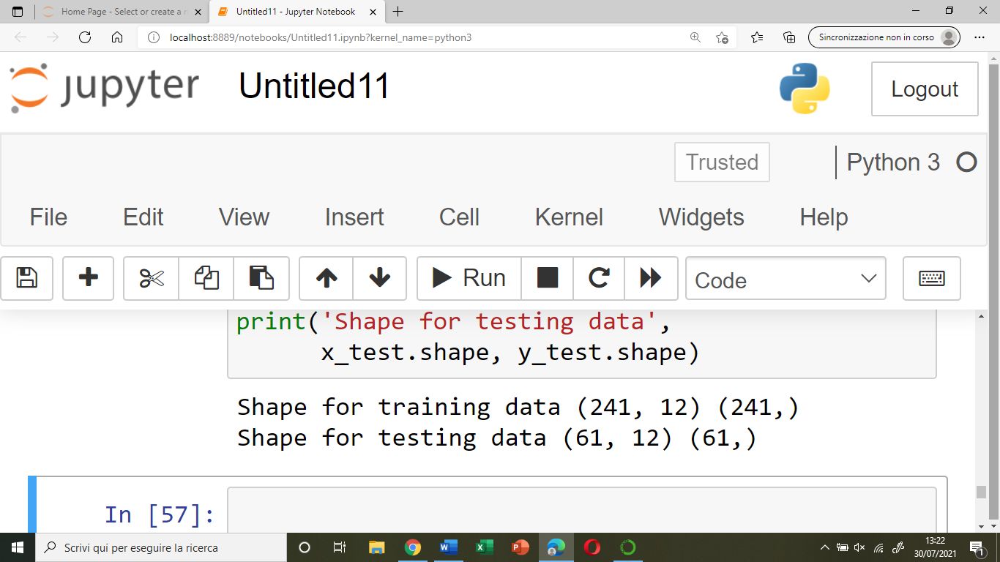 Home Page - Select or create a n
Untitled11 - Jupyter Notebook
localhost:8889/notebooks/Untitled11.ipynb?kernel_name=python3
Sincronizzazione non in corso
jupyter
Untitled11
Logout
Trusted
Python 3
File Edit View Insert Cell Kernel Widgets Help
Run
Code
print('Shape for testing data',
x_test.shape, y_test.shape)
Shape for training data (241, 12) (241,)
Shape for testing data (61, 12) (61,)
In [57]:
Scrivi qui per eseguire la ricerca
13:22
30/07/2021
1